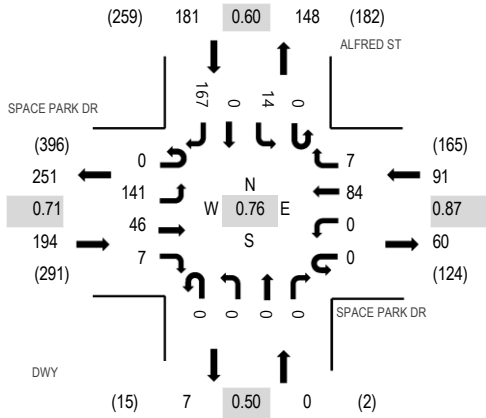 (259) 181 0.60 148 (182)
ALFRED ST
167 0 14 0
SPACE PARK DR
(396) (165)
251 0 7 91
141 N 84
0.71 W 0.76 E 0.87
46 0
194 S 60
7 0
(291) (124)
0 0 0 0
SPACE PARK DR
DWY
(15) 7 0.50 0 (2)